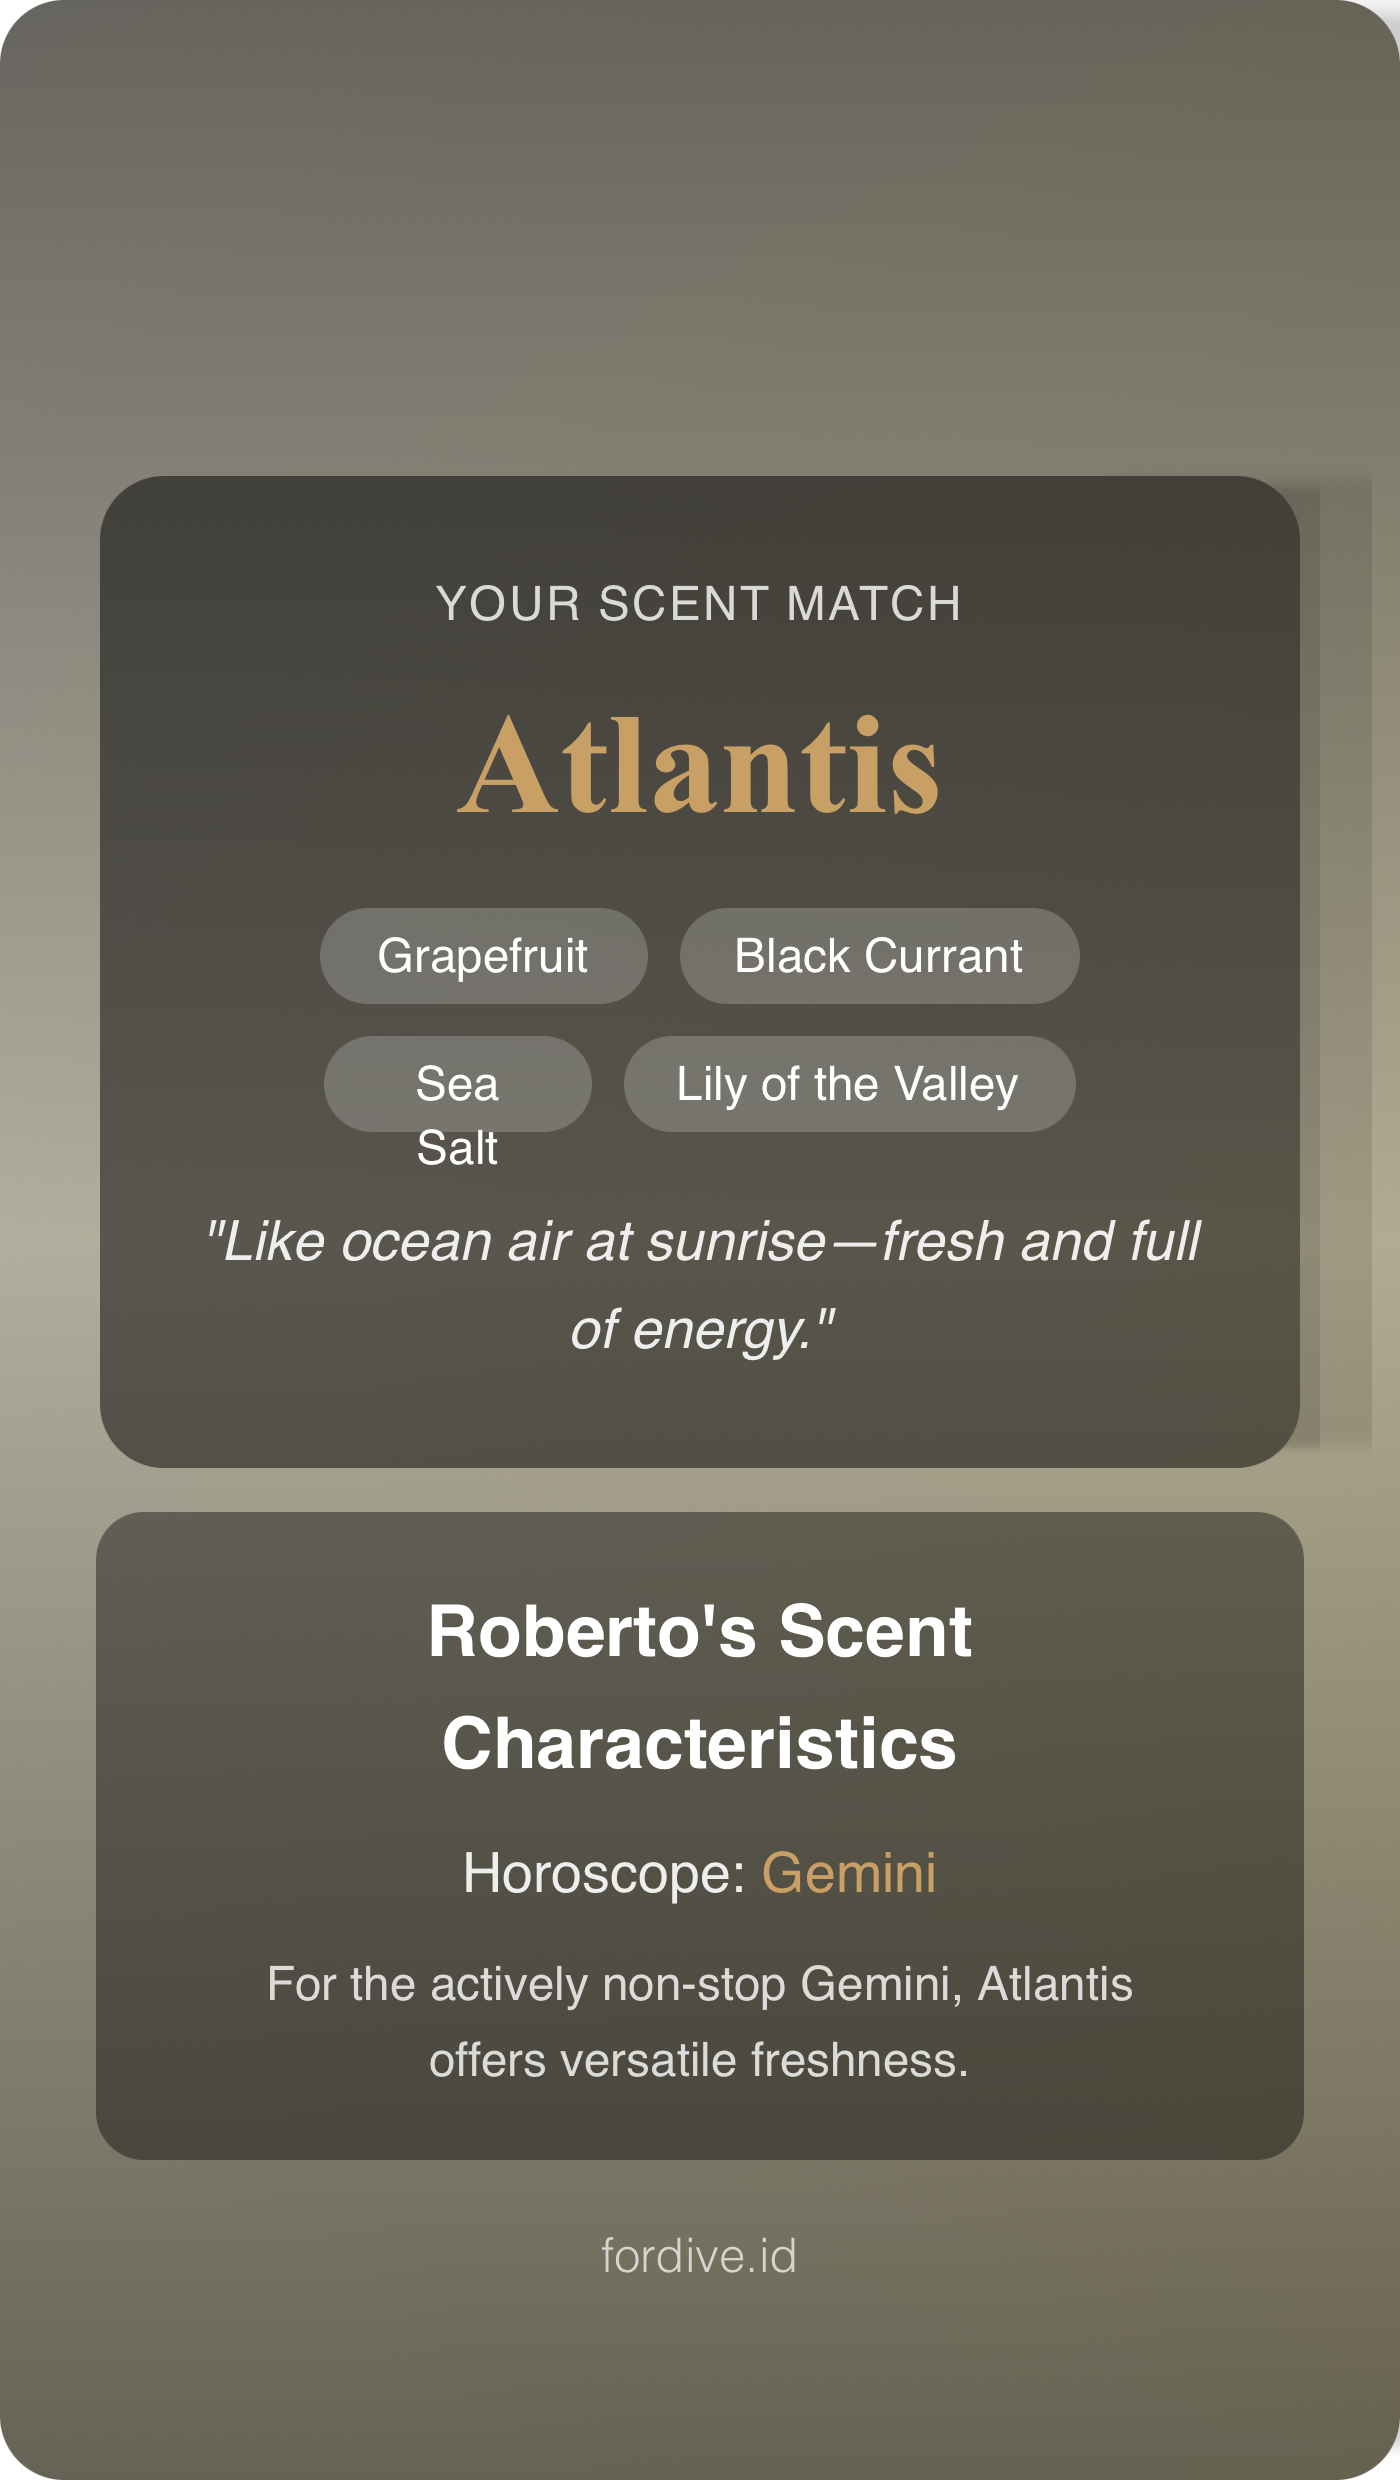 YOUR SCENT MATCH
Atlantis
Grapefruit
Black Currant
Sea
Salt
Lily of the Valley
"Like ocean air at sunrise—fresh and full
of energy."
Roberto's Scent
Characteristics
Horoscope: Gemini
For the actively non-stop Gemini, Atlantis
offers versatile freshness.
fordive.id